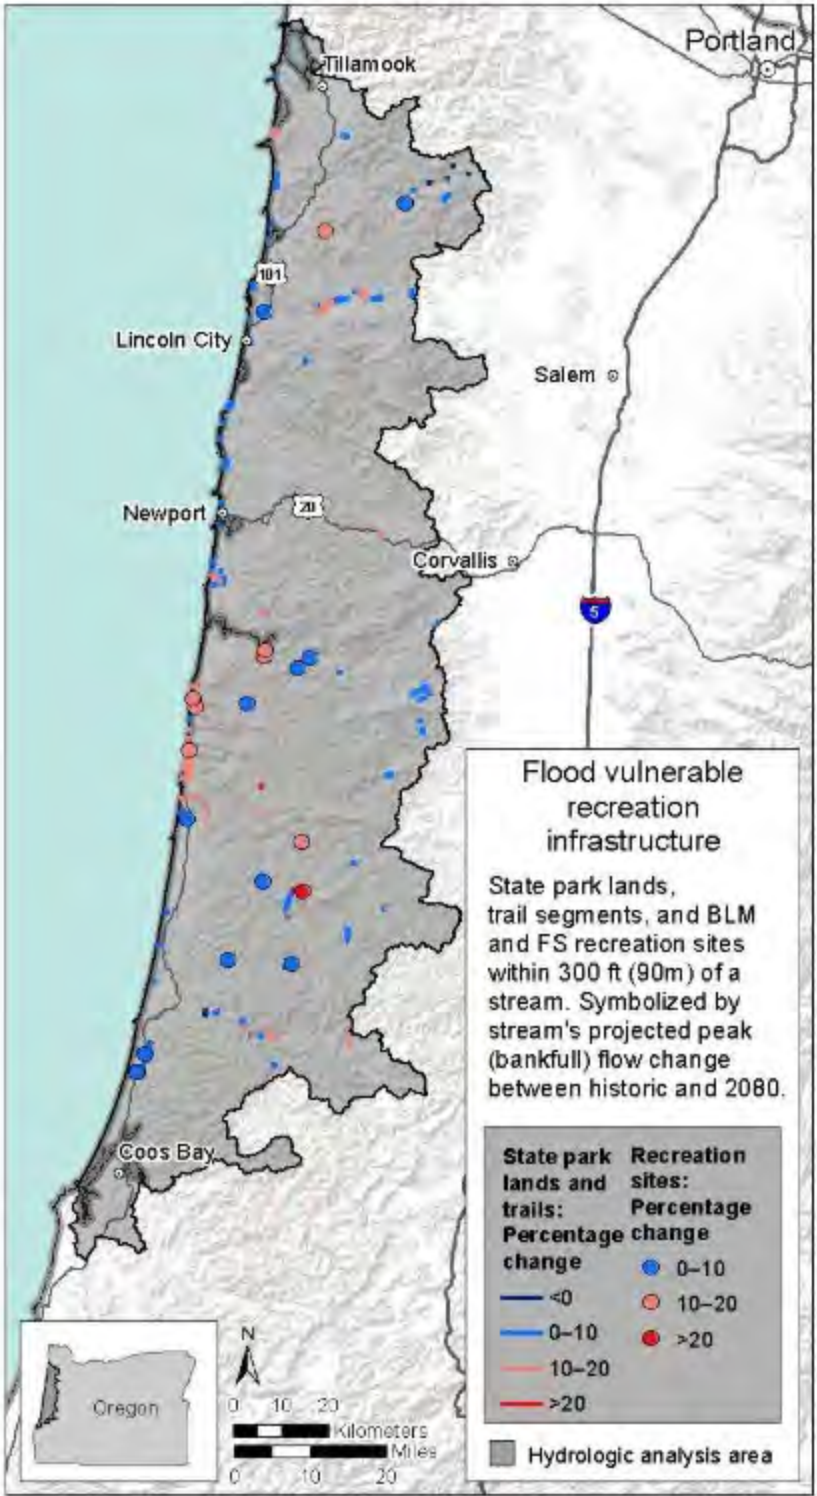 Portland
Tillamook
101
Lincoln City
Salem
Newport
20
Corvallis
5
Flood vulnerable
recreation
infrastructure
State park lands,
trail segments, and BLM
and FS recreation sites
within 300 ft (90m) of a
stream. Symbolized by
stream's projected peak
(bankfull) flow change
between historic and 2080.
Coos Bay
State park
lands and
trails:
Percentage
change
<0
0–10
10–20
>20
Recreation
sites:
Percentage
change
0–10
10–20
>20
Hydrologic analysis area
Oregon
N
0 10 20
Kilometers
Miles
0 10 20